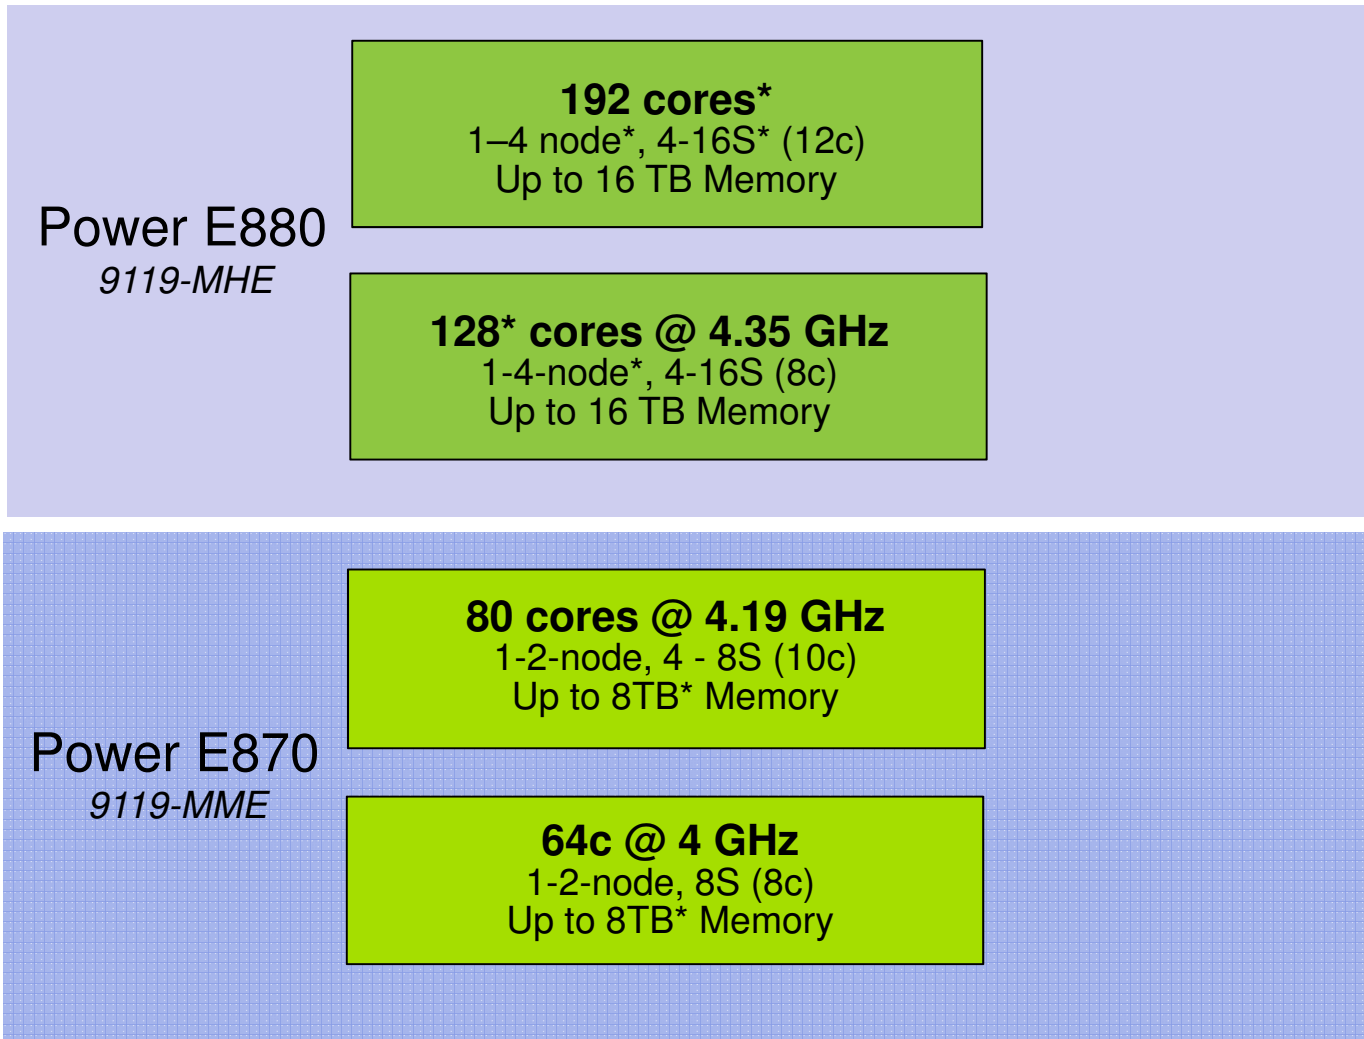 192 cores*
1–4 node*, 4-16S* (12c)
Up to 16 TB Memory
Power E880
9119-MHE
128* cores @ 4.35 GHz
1-4-node*, 4-16S (8c)
Up to 16 TB Memory
80 cores @ 4.19 GHz
1-2-node, 4 - 8S (10c)
Up to 8TB* Memory
Power E870
9119-MME
64c @ 4 GHz
1-2-node, 8S (8c)
Up to 8TB* Memory